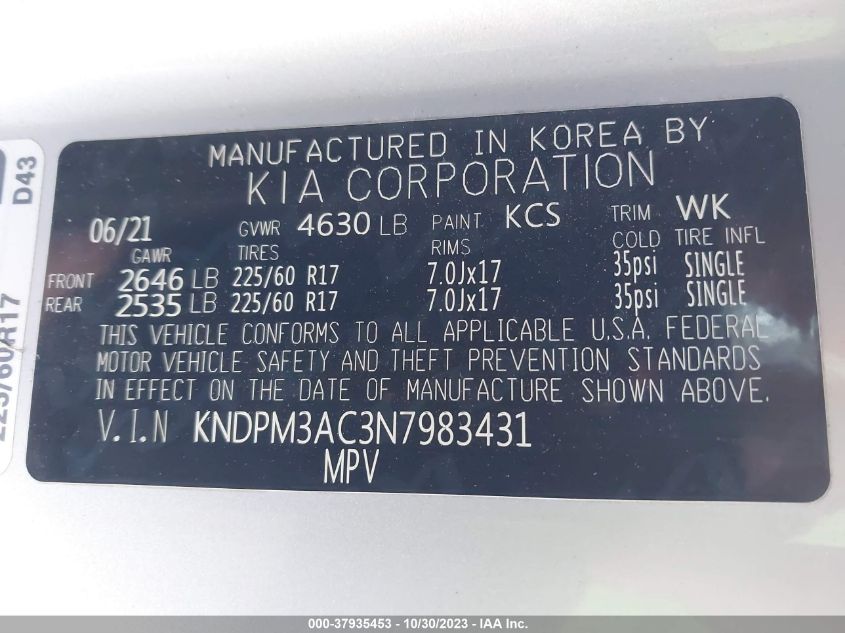 MANUFACTURED IN KOREA BY
KIA CORPORATION
06/21 GVWR 4630 LB PAINT KCS TRIM WK
GAWR TIRES RIMS COLD TIRE INFL
FRONT 2646 LB 225/60 R17 7.0Jx17 35psi SINGLE
REAR 2535 LB 225/60 R17 7.0Jx17 35psi SINGLE
THIS VEHICLE CONFORMS TO ALL APPLICABLE U.S.A. FEDERAL
MOTOR VEHICLE SAFETY AND THEFT PREVENTION STANDARDS
IN EFFECT ON THE DATE OF MANUFACTURE SHOWN ABOVE.
V.I.N KNDPM3AC3N7983431
MPV
D43
225/60R17
000-37935453 - 10/30/2023 - IAA Inc.